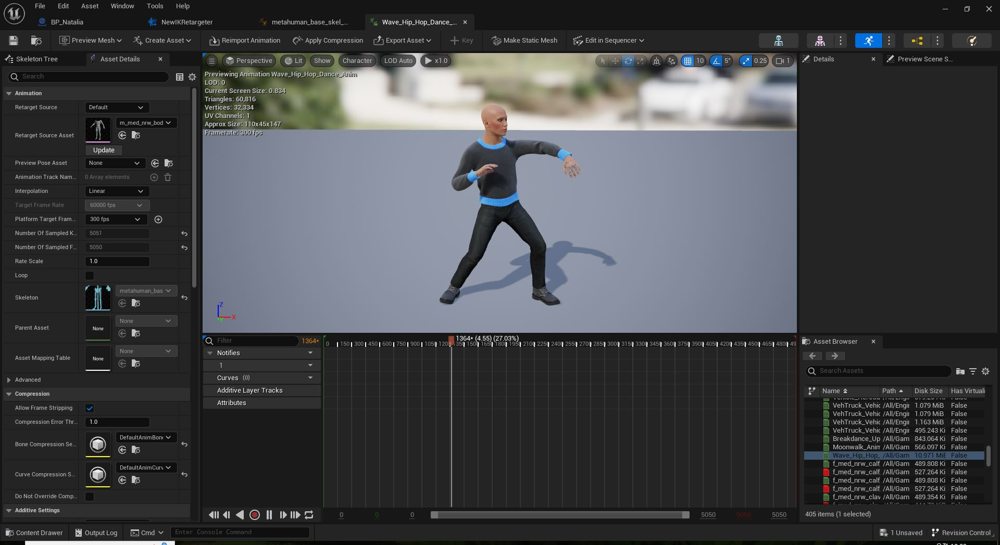 File Edit Asset Window Tools Help
BP_Natalia NewIKRetargeter metahuman_base_skel_... Wave_Hip_Hop_Dance_...
Preview Mesh Create Asset Reimport Animation Apply Compression Export Asset Key Make Static Mesh Edit in Sequencer
Skeleton Tree Asset Details
Search
Animation
Retarget Source Default
m_med_nrw_bod
Retarget Source Asset
Update
Preview Pose Asset None
Animation Track Nam... 0 Array elements
Interpolation Linear
Target Frame Rate 60000 fps
Platform Target Fram... 300 fps
Number Of Sampled K... 5051
Number Of Sampled F... 5050
Rate Scale 1.0
Loop
metahuman_bas
Skeleton
None
Parent Asset None
None
Asset Mapping Table None
Advanced
Compression
Allow Frame Stripping
Compression Error Thr... 1.0
DefaultAnimBon
Bone Compression Se...
DefaultAnimCurv
Curve Compression S...
Do Not Override Comp...
Additive Settings
Perspective Lit Show Character LOD Auto x1.0 10 5° 0.25 1
Previewing Animation Wave_Hip_Hop_Dance_Anim
LOD: 0
Current Screen Size: 0.834
Triangles: 60,816
Vertices: 32,334
UV Channels: 1
Approx Size: 110x45x147
Framerate: 300 fps
Z
X
Y
Filter 1364*
1364* (4.55) (27.03%)
0 150 300 450 600 750 900 1050 1350 1500 1800 1950 2100 2250 2400 2550 2700 2850 3000 3150 3300 3450 3600 3750 3900 4050 4200 4350 4500 4650 4800
Notifies
1
Curves (0)
Additive Layer Tracks
Attributes
0 0 0 5050 5050 5050
Details Preview Scene S...
Asset Browser
Search Assets
Name Path Disk Size Has Virtuali
VehTruck_Vehic /All/Engin 1.079 MiB False
VehTruck_Vehic /All/Engin 1.079 MiB False
VehTruck_Vehic /All/Engin 1.163 MiB False
VehTruck_Vehic /All/Engin 495.243 Ki False
Breakdance_Up /All/Gam 843.064 Ki False
Moonwalk_Anim /All/Gam 566.097 Ki False
Wave_Hip_Hop_ /All/Gam 10.971 MiB False
f_med_nrw_calf_ /All/Gam 489.808 Ki False
f_med_nrw_calf_ /All/Gam 527.264 Ki False
f_med_nrw_calf_ /All/Gam 489.808 Ki False
f_med_nrw_calf_ /All/Gam 527.264 Ki False
f_med_nrw_clav /All/Gam 489.354 Ki False
405 items (1 selected)
Content Drawer Output Log Cmd Enter Console Command 1 Unsaved Revision Control